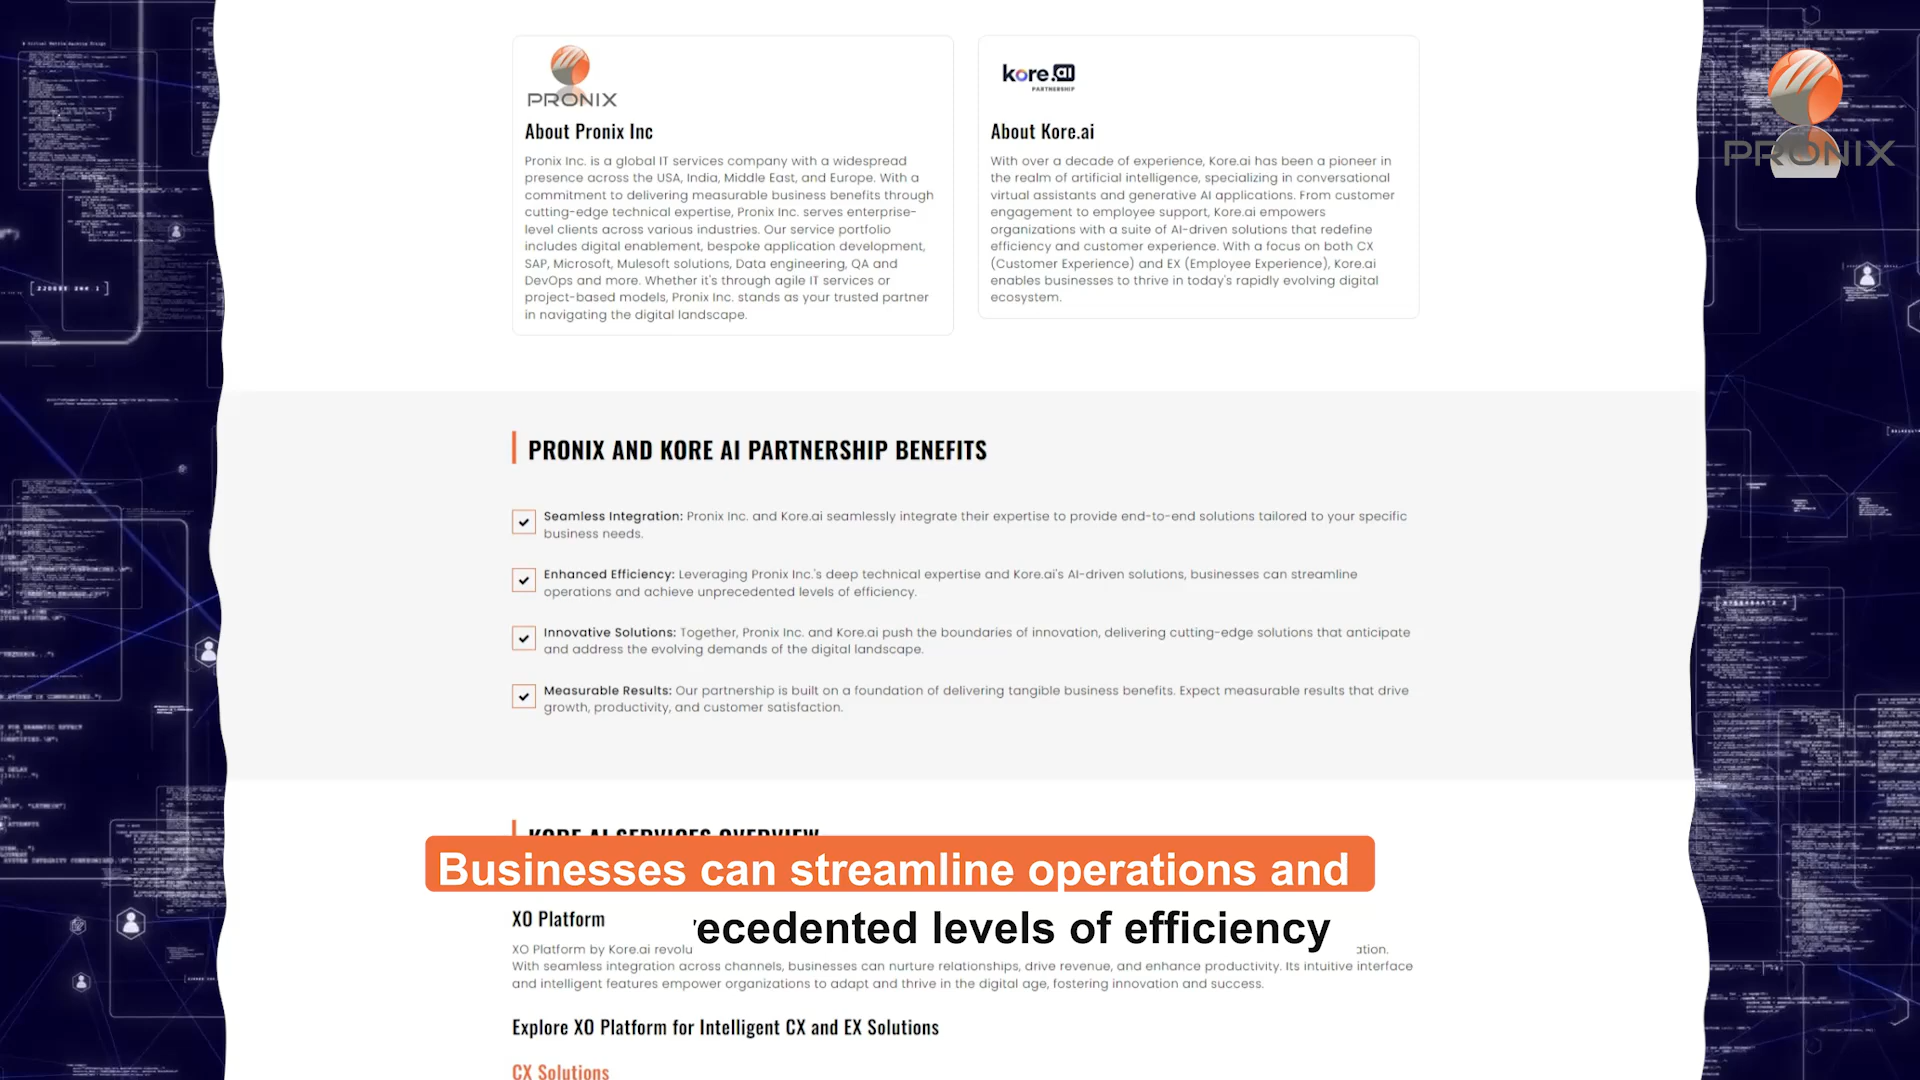 PRONIX
About Pronix Inc
Pronix Inc. is a global IT services company with a widespread
presence across the USA, India, Middle East, and Europe. With a
commitment to delivering measurable business benefits through
cutting-edge technical expertise, Pronix Inc. serves enterprise-
level clients across various industries. Our service portfolio
includes digital enablement, bespoke application development,
SAP, Microsoft, Mulesoft solutions, Data engineering, QA and
DevOps and more. Whether it's through agile IT services or
project-based models, Pronix Inc. stands as your trusted partner
in navigating the digital landscape.
kore.ai
PARTNERSHIP
About Kore.ai
With over a decade of experience, Kore.ai has been a pioneer in
the realm of artificial intelligence, specializing in conversational
virtual assistants and generative AI applications. From customer
engagement to employee support, Kore.ai empowers
organizations with a suite of AI-driven solutions that redefine
efficiency and customer experience. With a focus on both CX
(Customer Experience) and EX (Employee Experience), Kore.ai
enables businesses to thrive in today's rapidly evolving digital
ecosystem.
PRONIX
PRONIX AND KORE AI PARTNERSHIP BENEFITS
Seamless Integration: Pronix Inc. and Kore.ai seamlessly integrate their expertise to provide end-to-end solutions tailored to your specific
business needs.
Enhanced Efficiency: Leveraging Pronix Inc.'s deep technical expertise and Kore.ai's AI-driven solutions, businesses can streamline
operations and achieve unprecedented levels of efficiency.
Innovative Solutions: Together, Pronix Inc. and Kore.ai push the boundaries of innovation, delivering cutting-edge solutions that anticipate
and address the evolving demands of the digital landscape.
Measurable Results: Our partnership is built on a foundation of delivering tangible business benefits. Expect measurable results that drive
growth, productivity, and customer satisfaction.
KORE AI SERVICES OVERVIEW
Businesses can streamline operations and
ecedented levels of efficiency
XO Platform
XO Platform by Kore.ai revolu
ation.
With seamless integration across channels, businesses can nurture relationships, drive revenue, and enhance productivity. Its intuitive interface
and intelligent features empower organizations to adapt and thrive in the digital age, fostering innovation and success.
Explore XO Platform for Intelligent CX and EX Solutions
CX Solutions